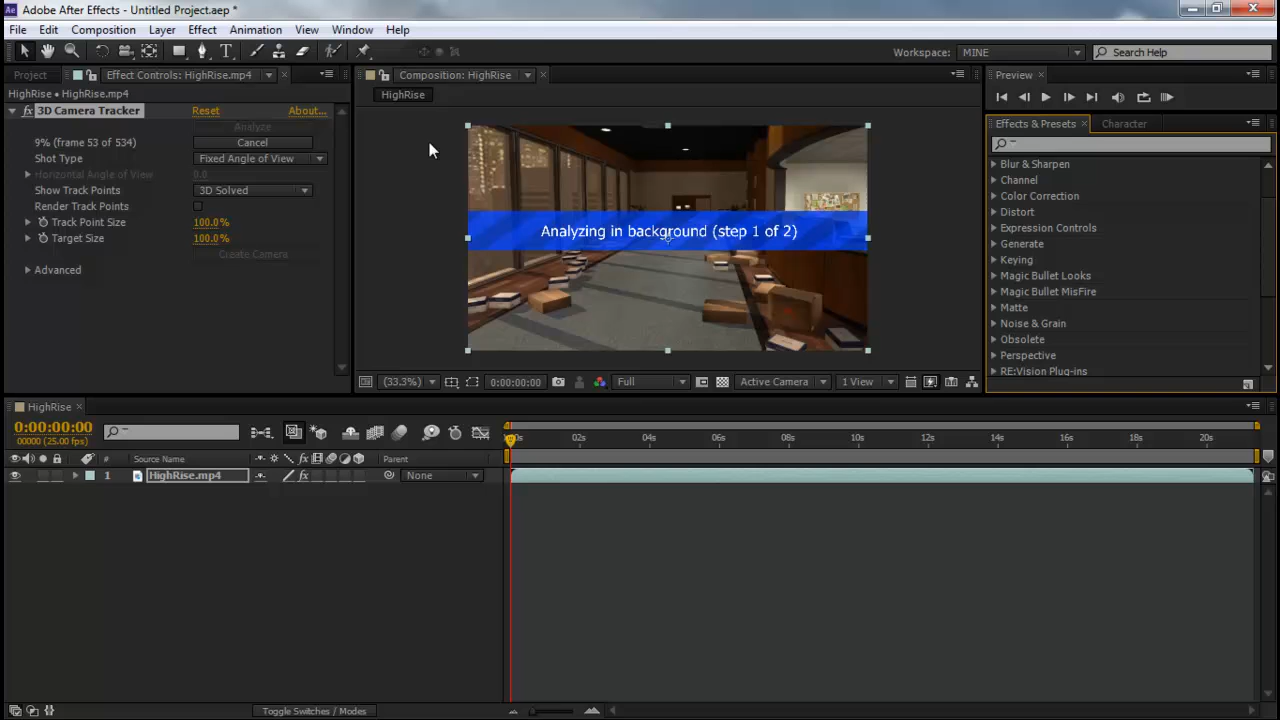 Adobe After Effects - Untitled Project.aep *
File Edit Composition Layer Effect Animation View Window Help
Workspace: MINE Search Help
Project Effect Controls: HighRise.mp4 Composition: HighRise Preview
HighRise • HighRise.mp4 HighRise
3D Camera Tracker Reset About...
Analyze
9% (frame 53 of 534) Cancel
Shot Type Fixed Angle of View
Horizontal Angle of View 0.0
Show Track Points 3D Solved
Render Track Points
Track Point Size 100.0%
Target Size 100.0%
Create Camera
Advanced
Analyzing in background (step 1 of 2)
(33.3%) 0:00:00:00 Full Active Camera 1 View
Effects & Presets Character
Blur & Sharpen
Channel
Color Correction
Distort
Expression Controls
Generate
Keying
Magic Bullet Looks
Magic Bullet MisFire
Matte
Noise & Grain
Obsolete
Perspective
RE:Vision Plug-ins
HighRise
0:00:00:00
00000 (25.00 fps)
02s 04s 06s 08s 10s 12s 14s 16s 18s 20s
# Source Name Parent
1 HighRise.mp4 None
Toggle Switches / Modes